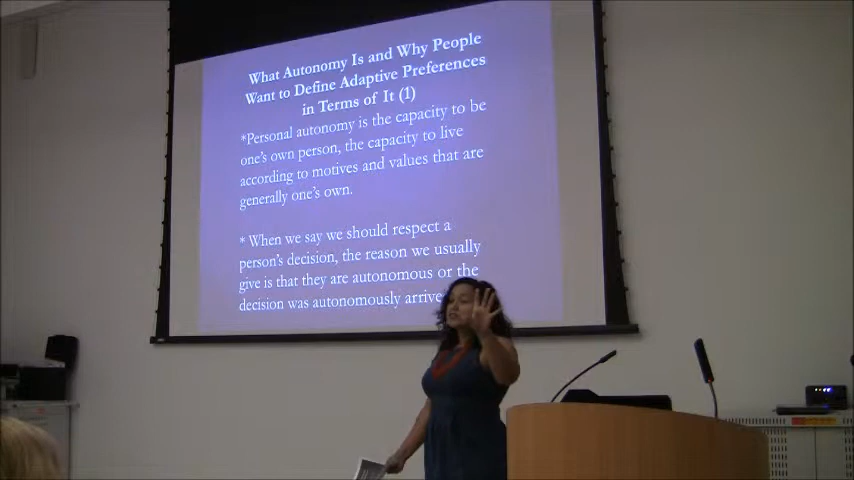 What Autonomy Is and Why People
Want to Define Adaptive Preferences
in Terms of It (1)
*Personal autonomy is the capacity to be
one's own person, the capacity to live
according to motives and values that are
generally one's own.
* When we say we should respect a
person's decision, the reason we usually
give is that they are autonomous or the
decision was autonomously